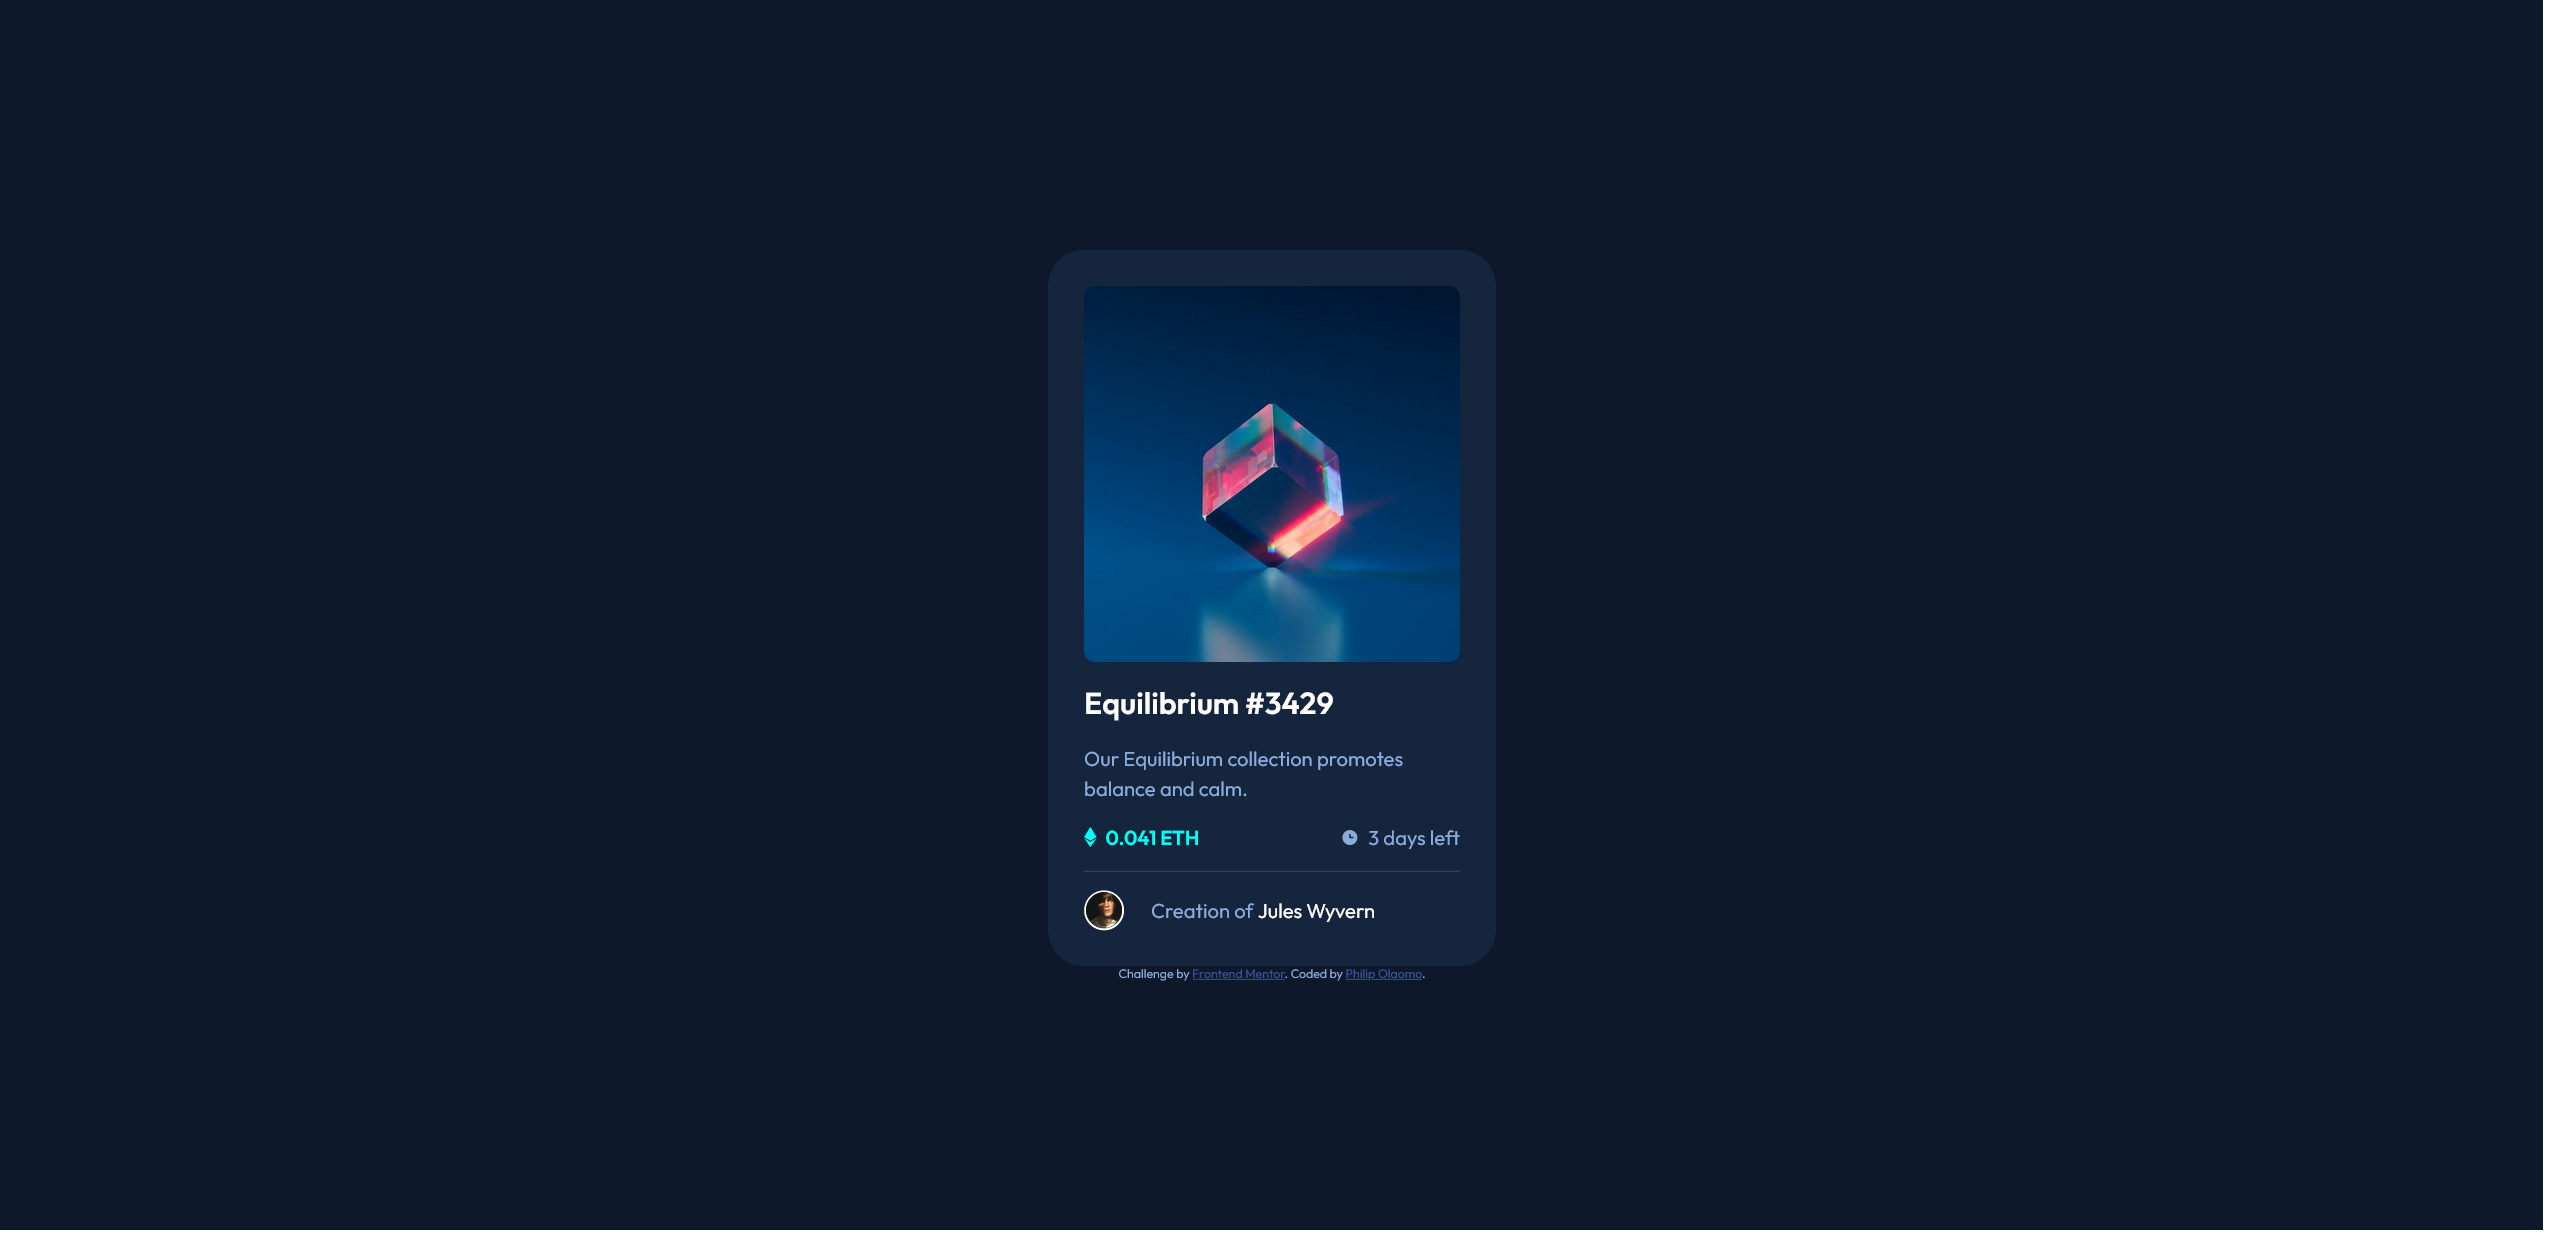 Equilibrium #3429
Our Equilibrium collection promotes
balance and calm.
0.041 ETH
3 days left
Creation of Jules Wyvern
Challenge by Frontend Mentor. Coded by Philip Olaomo.